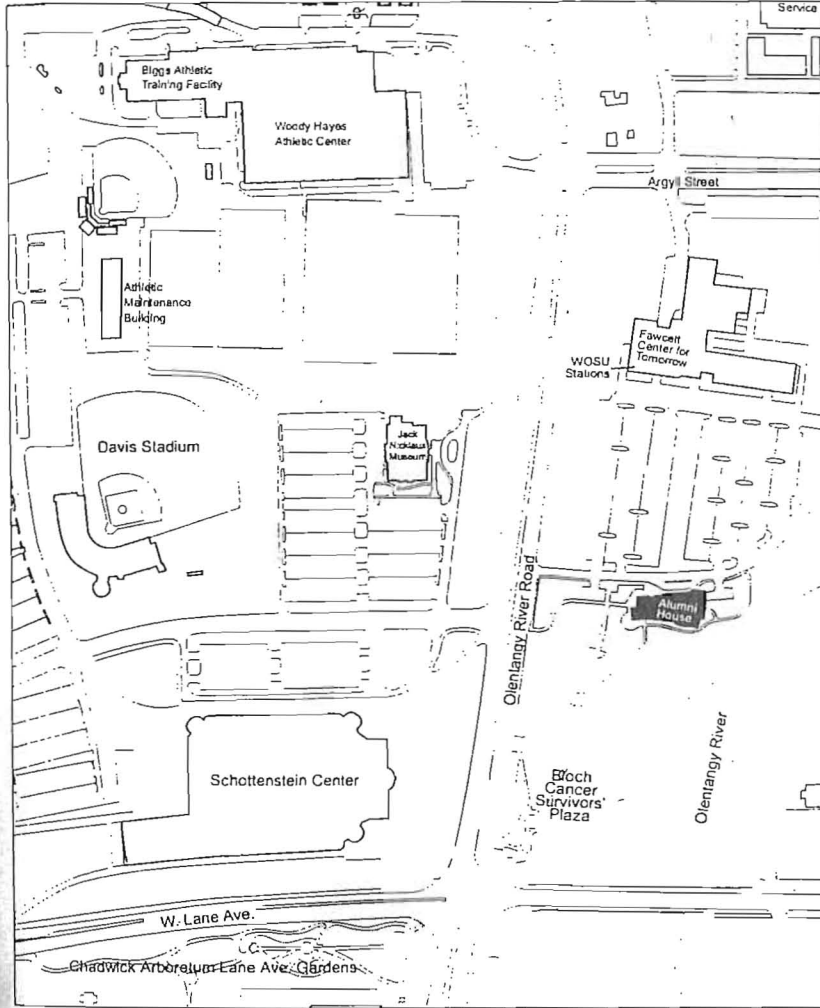 Service
Biggs Athletic
Training Facility
Woody Hayes
Athletic Center
Argyll Street
Athletic
Maintenance
Building
Fawcett
Center for
Tomorrow
WOSU
Stations
Jack
Nicklaus
Museum
Davis Stadium
Olentangy River Road
Alumni
House
Olentangy River
Schottenstein Center
Bloch
Cancer
Survivors'
Plaza
W. Lane Ave.
Chadwick Arboretum Lane Ave. Gardens